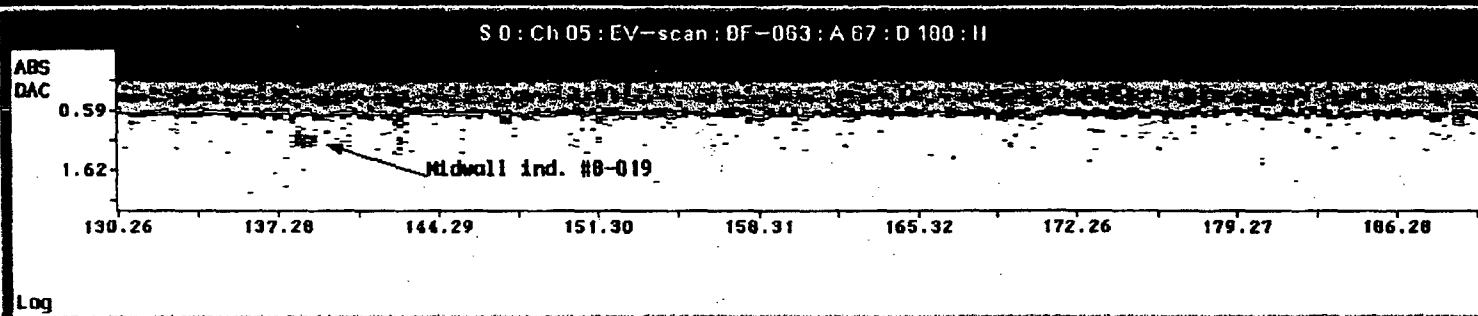 S 0 : Ch 05 : EV-scan : BF-063 : A 67 : D 180 : II
ABS
DAC
0.59
1.62
Midwall ind. #B-019
130.26 137.28 144.29 151.30 158.31 165.32 172.26 179.27 186.28
Log